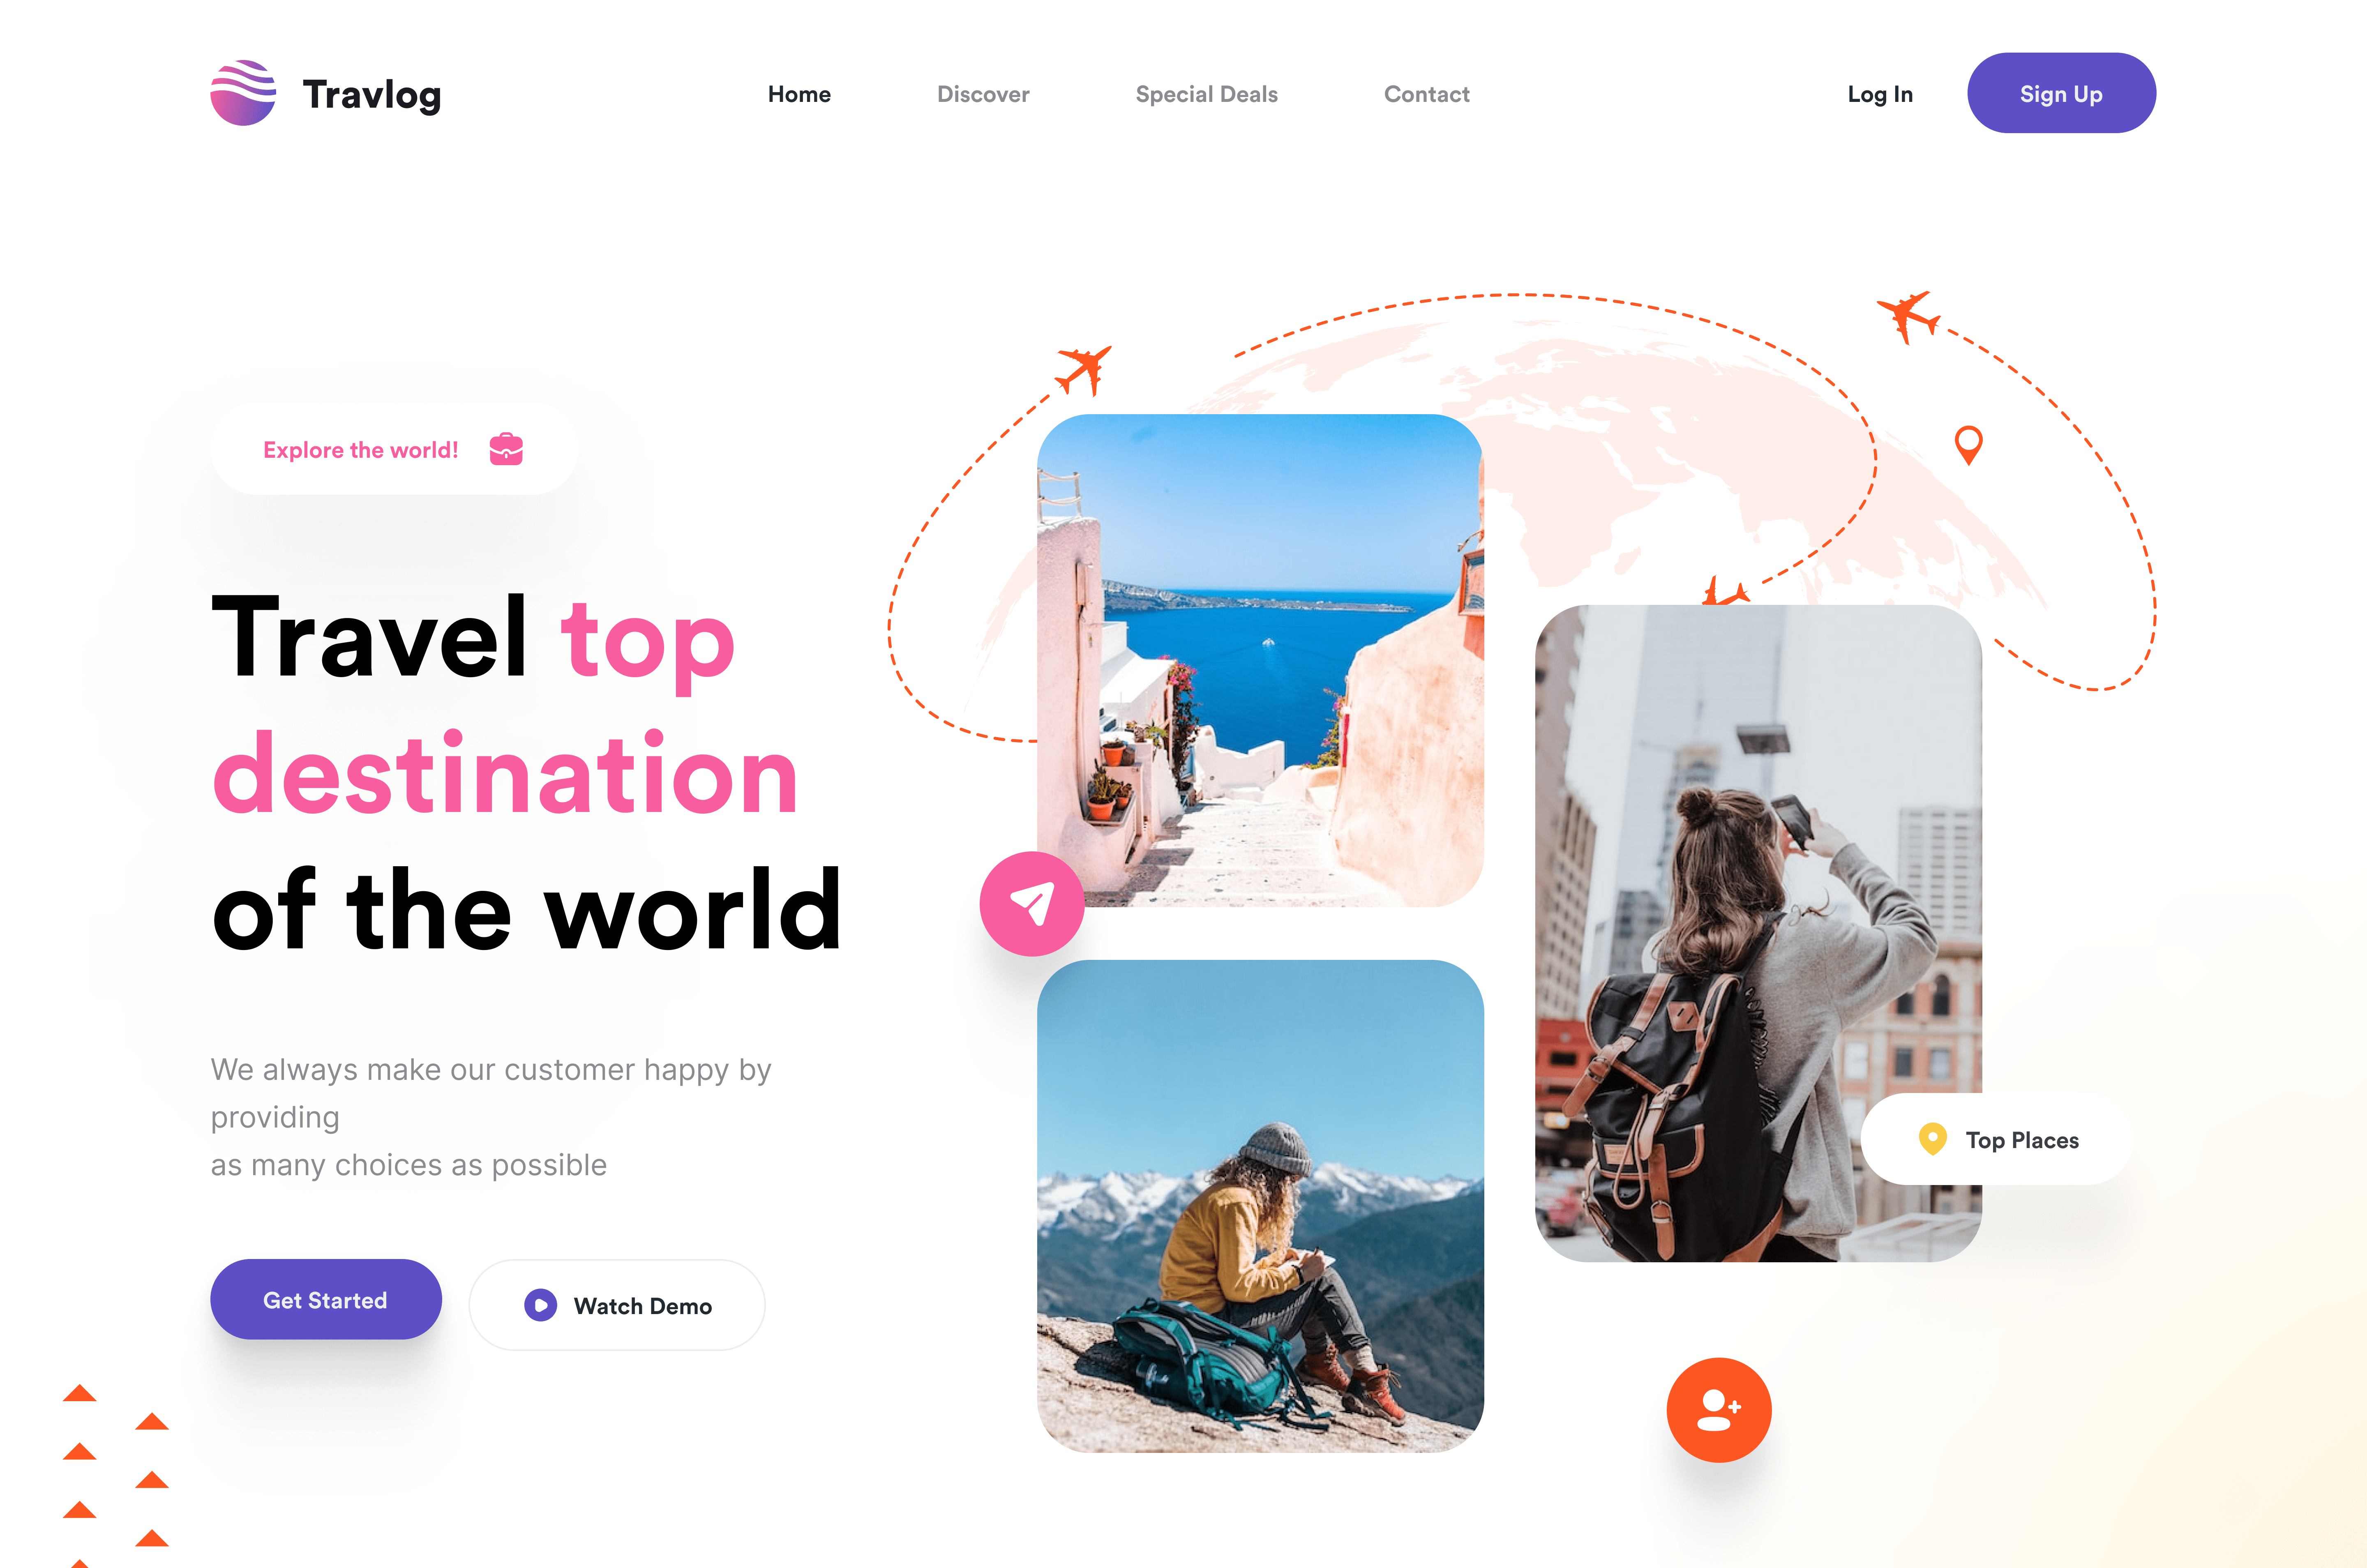 Travlog
Home
Discover
Special Deals
Contact
Log In
Sign Up
Explore the world!
Travel top
destination
of the world
We always make our customer happy by
providing
as many choices as possible
Get Started
Watch Demo
Top Places